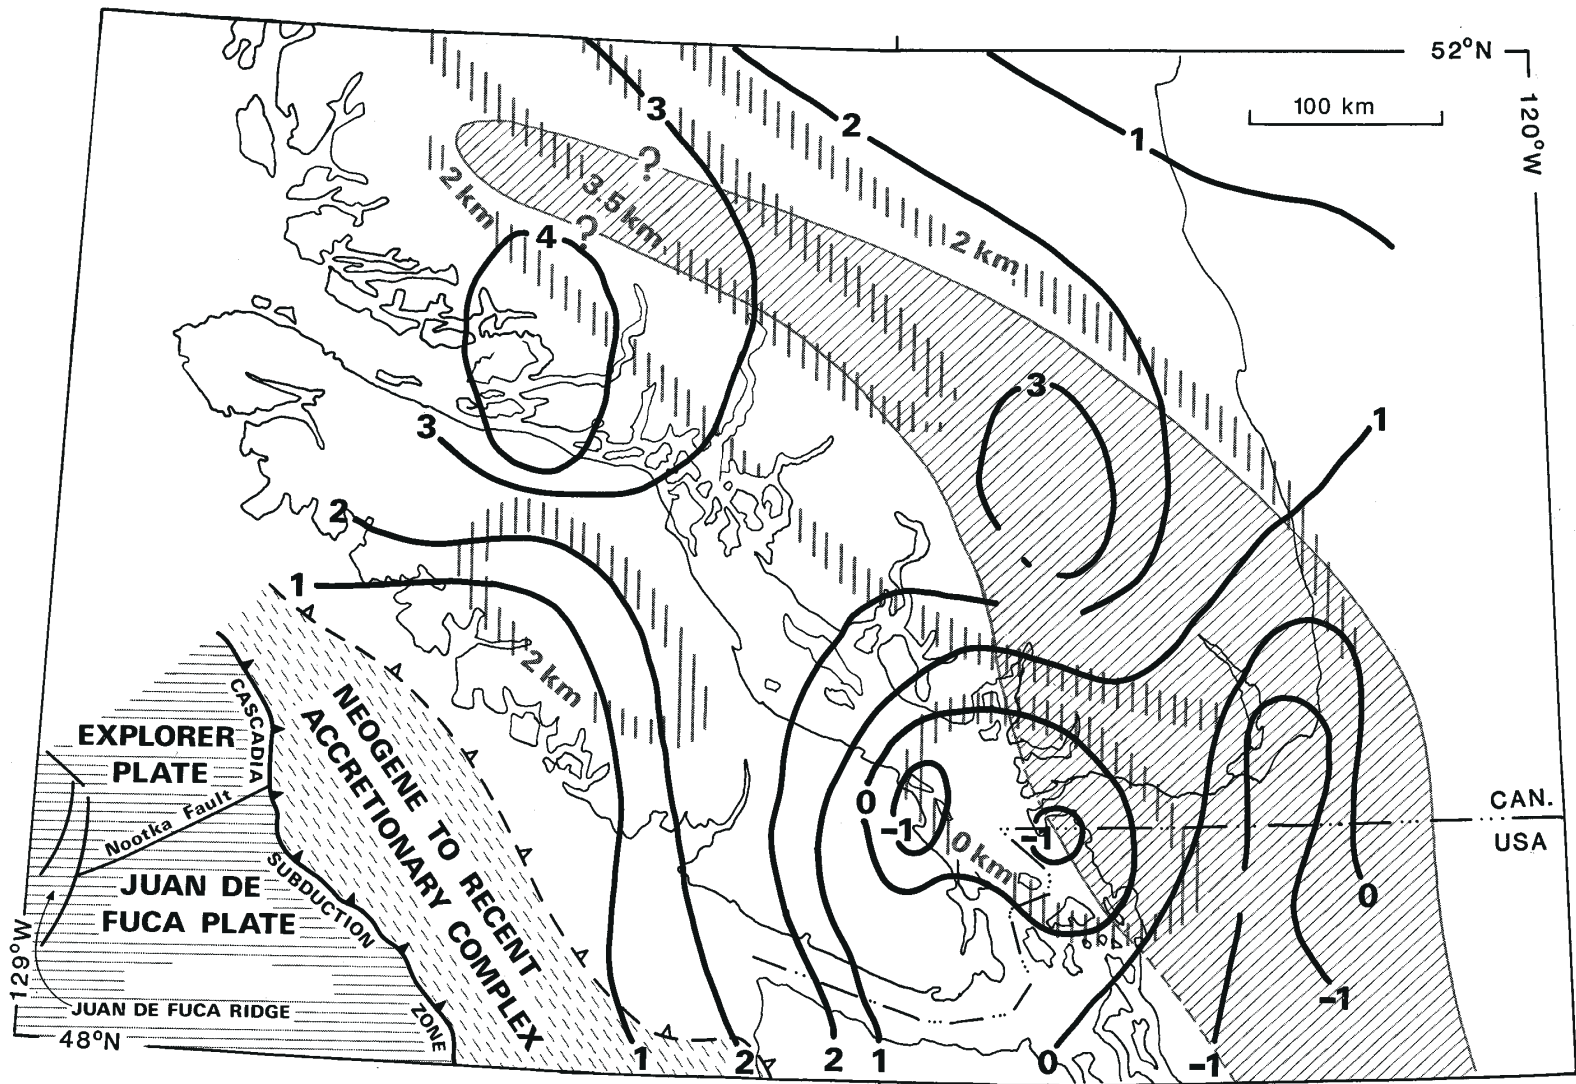 52°N
120°W
100 km
3
2
1
?
2 km
3.5 km
?
4
2 km
3
3
1
2
1
2 km
CASCADIA
EXPLORER
PLATE
Nootka Fault
SUBDUCTION
ZONE
NEOGENE TO RECENT
ACCRETIONARY COMPLEX
JUAN DE
FUCA PLATE
129°W
JUAN DE FUCA RIDGE
48°N
0
-1
0 km
-1
CAN.
USA
0
-1
1
2
2
1
0
-1